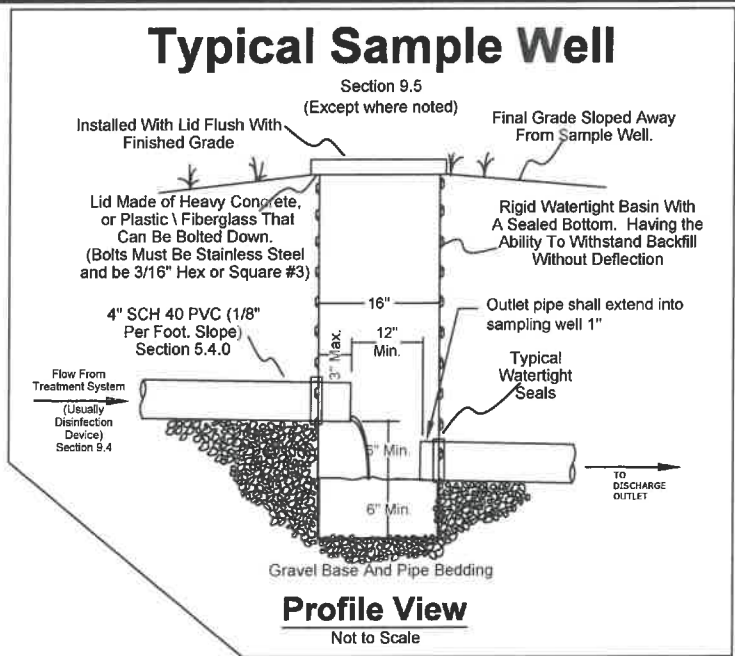 Typical Sample Well
Section 9.5
(Except where noted)
Installed With Lid Flush With
Finished Grade
Final Grade Sloped Away
From Sample Well.
Lid Made of Heavy Concrete,
or Plastic \ Fiberglass That
Can Be Bolted Down.
(Bolts Must Be Stainless Steel
and be 3/16" Hex or Square #3)
Rigid Watertight Basin With
A Sealed Bottom. Having the
Ability To Withstand Backfill
Without Deflection
16"
4" SCH 40 PVC (1/8"
Per Foot. Slope)
Section 5.4.0
3" Max.
12"
Min.
Outlet pipe shall extend into
sampling well 1"
Typical
Watertight
Seals
Flow From
Treatment System
(Usually
Disinfection
Device)
Section 9.4
6" Min.
6" Min.
TO
DISCHARGE
OUTLET
Gravel Base And Pipe Bedding
Profile View
Not to Scale